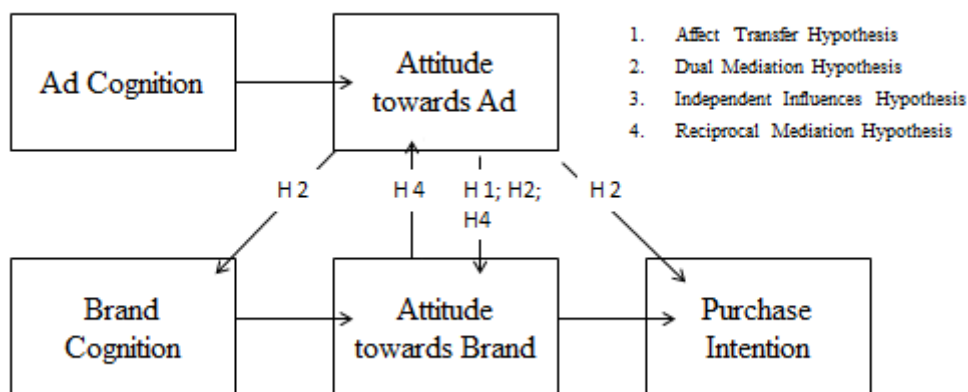 Ad Cognition
Attitude
towards Ad
1. Affect Transfer Hypothesis
2. Dual Mediation Hypothesis
3. Independent Influences Hypothesis
4. Reciprocal Mediation Hypothesis
H 2
H 4
H 1; H2;
H4
H 2
Brand
Cognition
Attitude
towards Brand
Purchase
Intention